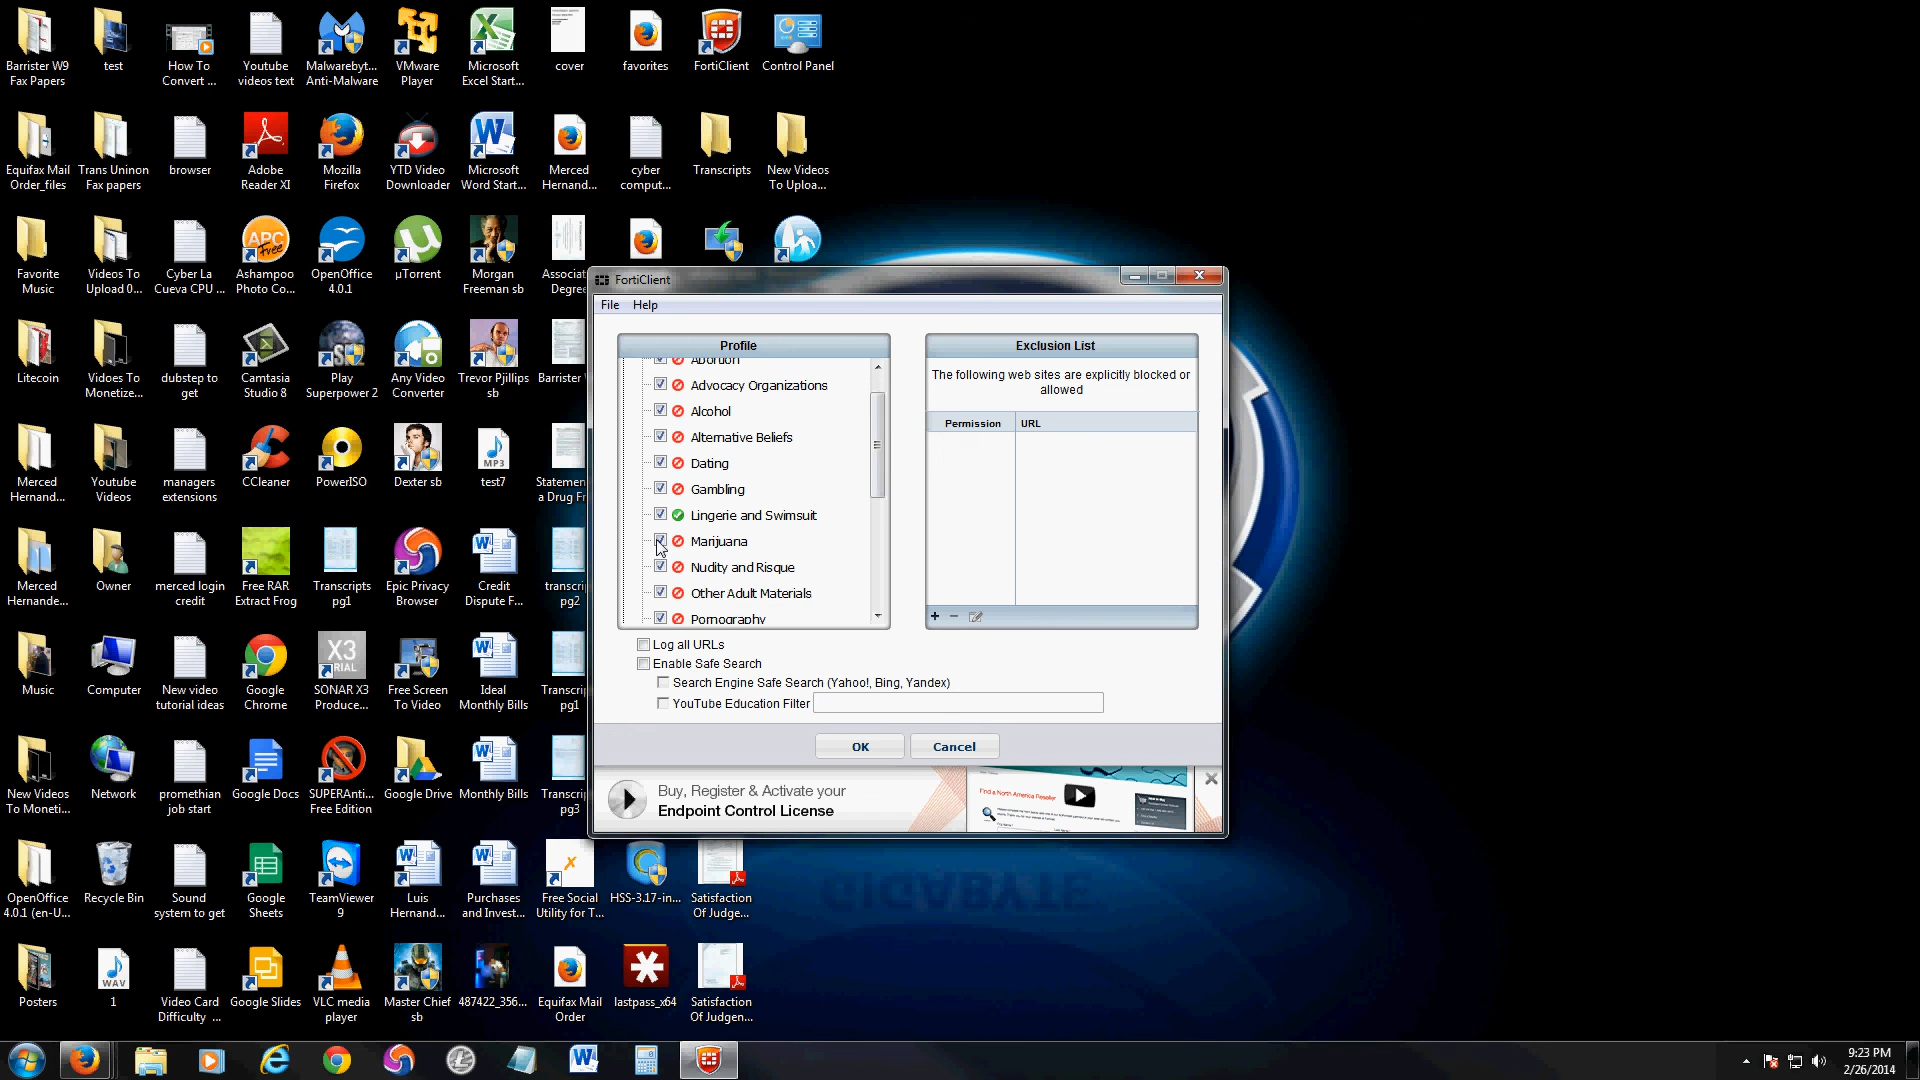 Barrister W9
Fax Papers
test
How To
Convert ...
Youtube
videos text
Malwarebyt...
Anti-Malware
VMware
Player
Microsoft
Excel Start...
cover
favorites
FortiClient
Control Panel
Equifax Mail
Order_files
Trans Uninon
Fax papers
browser
Adobe
Reader XI
Mozilla
Firefox
YTD Video
Downloader
Microsoft
Word Start...
Merced
Hernand...
cyber
comput...
Transcripts
New Videos
To Uploa...
Favorite
Music
Videos To
Upload 0...
Cyber La
Cueva CPU ...
Ashampoo
Photo Co...
OpenOffice
4.0.1
µTorrent
Morgan
Freeman sb
Associat
Degree
Litecoin
Vidoes To
Monetize...
dubstep to
get
Camtasia
Studio 8
Play
Superpower 2
Any Video
Converter
Trevor Pjillips
sb
Barrister
Merced
Hernand...
Youtube
Videos
managers
extensions
CCleaner
PowerISO
Dexter sb
MP3
test7
Statemen
a Drug Fr
Merced
Hernande...
Owner
merced login
credit
Free RAR
Extract Frog
Transcripts
pg1
Epic Privacy
Browser
Credit
Dispute F...
transcri
pg2
Music
Computer
New video
tutorial ideas
Google
Chrome
X3
RIAL
SONAR X3
Produce...
Free Screen
To Video
Ideal
Monthly Bills
Transcri
pg1
New Videos
To Moneti...
Network
promethian
job start
Google Docs
SUPERAnti...
Free Edition
Google Drive
Monthly Bills
Transcri
pg3
OpenOffice
4.0.1 (en-U...
Recycle Bin
Sound
system to get
Google
Sheets
TeamViewer
9
Luis
Hernand...
Purchases
and Invest...
Free Social
Utility for T...
HSS-3.17-in...
Satisfaction
Of Judge...
Posters
WAV
1
Video Card
Difficulty ...
Google Slides
VLC media
player
Master Chief
sb
487422_356...
Equifax Mail
Order
lastpass_x64
Satisfaction
Of Judgen...
FortiClient
File Help
Profile
Abortion
Advocacy Organizations
Alcohol
Alternative Beliefs
Dating
Gambling
Lingerie and Swimsuit
Marijuana
Nudity and Risque
Other Adult Materials
Pornography
Exclusion List
The following web sites are explicitly blocked or
allowed
Permission URL
Log all URLs
Enable Safe Search
Search Engine Safe Search (Yahoo!, Bing, Yandex)
YouTube Education Filter
OK Cancel
Buy, Register & Activate your
Endpoint Control License
Find a North America Reseller
GIGABYTE
9:23 PM
2/26/2014